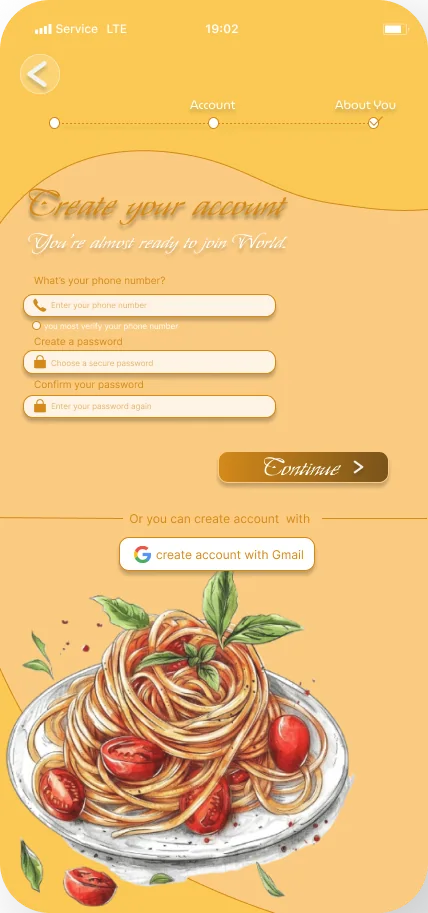 Service LTE 19:02
Account About You
Create your account
You're almost ready to join World.
What's your phone number?
Enter your phone number
you most verify your phone number
Create a password
Choose a secure password
Confirm your password
Enter your password again
Continue
Or you can create account with
create account with Gmail